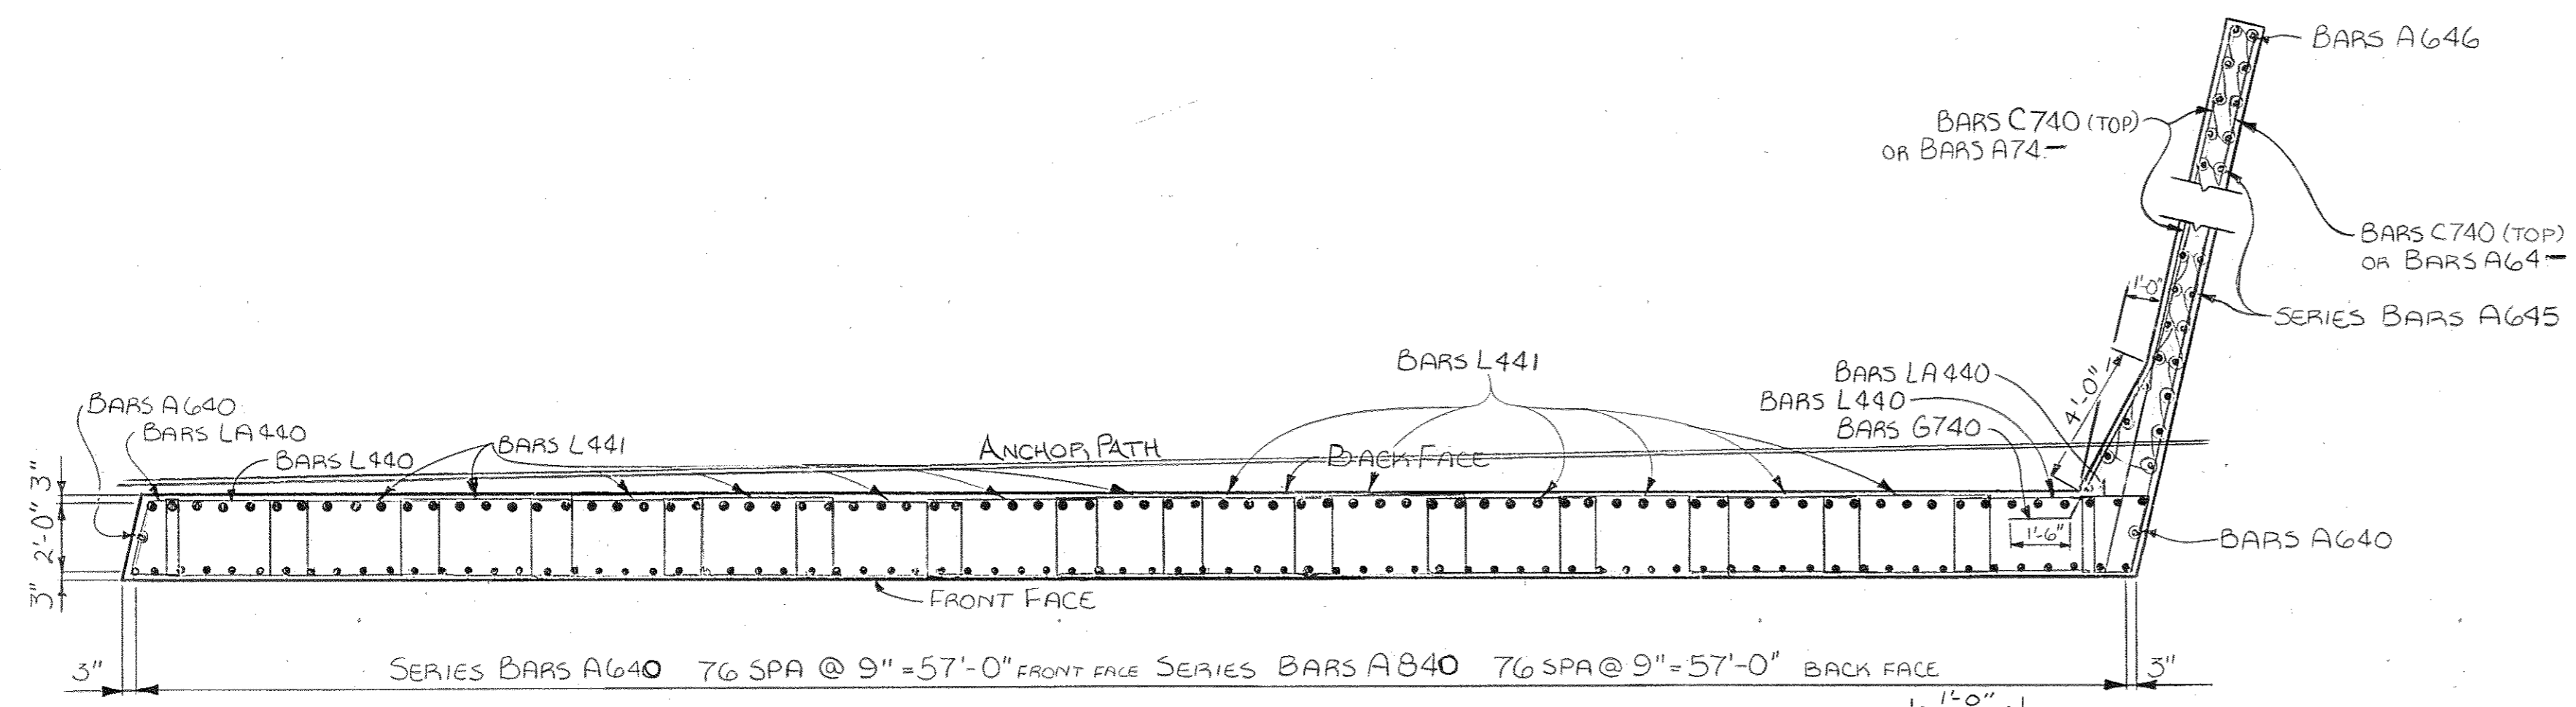 BARS A646
BARS C740 (TOP)
OR BARS A74-
BARS C740 (TOP)
OR BARS A64-
1'-0"
SERIES BARS A645
BARS L441
BARS LA440
BARS L440
BARS G740
4'-0"
BARS A640
BARS LA440
BARS L440
BARS L441
ANCHOR PATH
BACK FACE
3"
2'-0"
3"
1'-6"
BARS A640
FRONT FACE
3"
SERIES BARS A640 76 SPA @ 9" = 57'-0" FRONT FACE SERIES BARS A840 76 SPA @ 9" = 57'-0" BACK FACE
3"
1'-0"